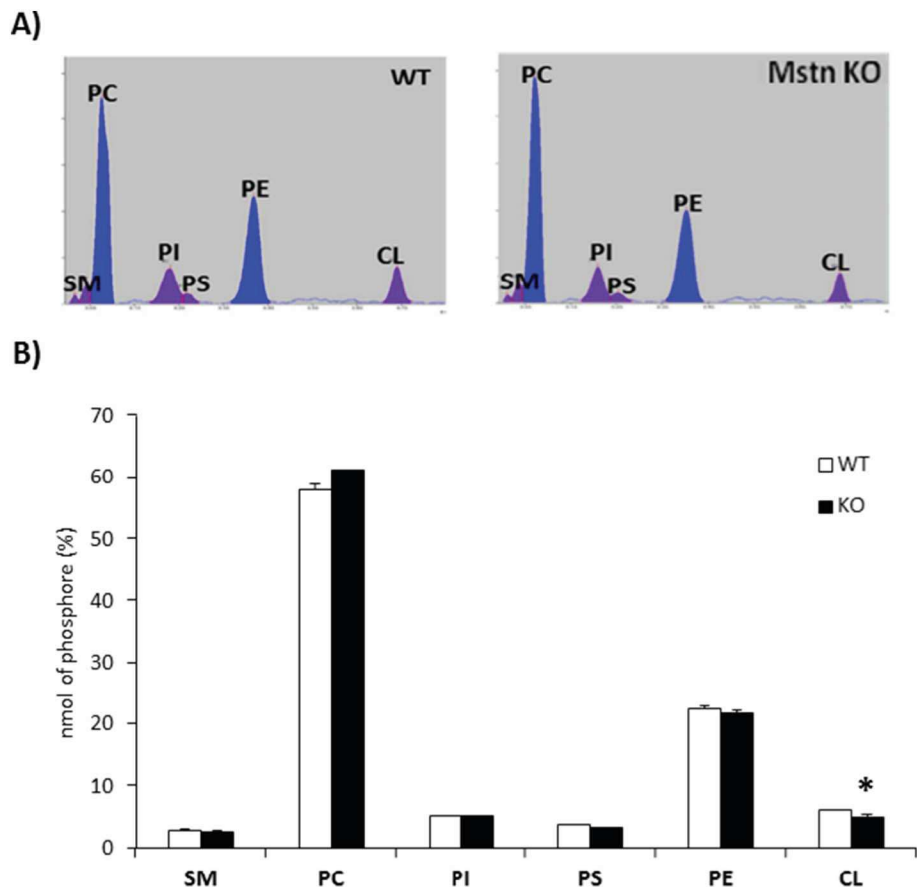 A)
PC
PE
PI
PS
SM
CL
WT
PC
PE
PI
PS
SM
CL
Mstn KO
B)
nmol of phosphore (%)
70
60
50
40
30
20
10
0
WT
KO
*
SM PC PI PS PE CL